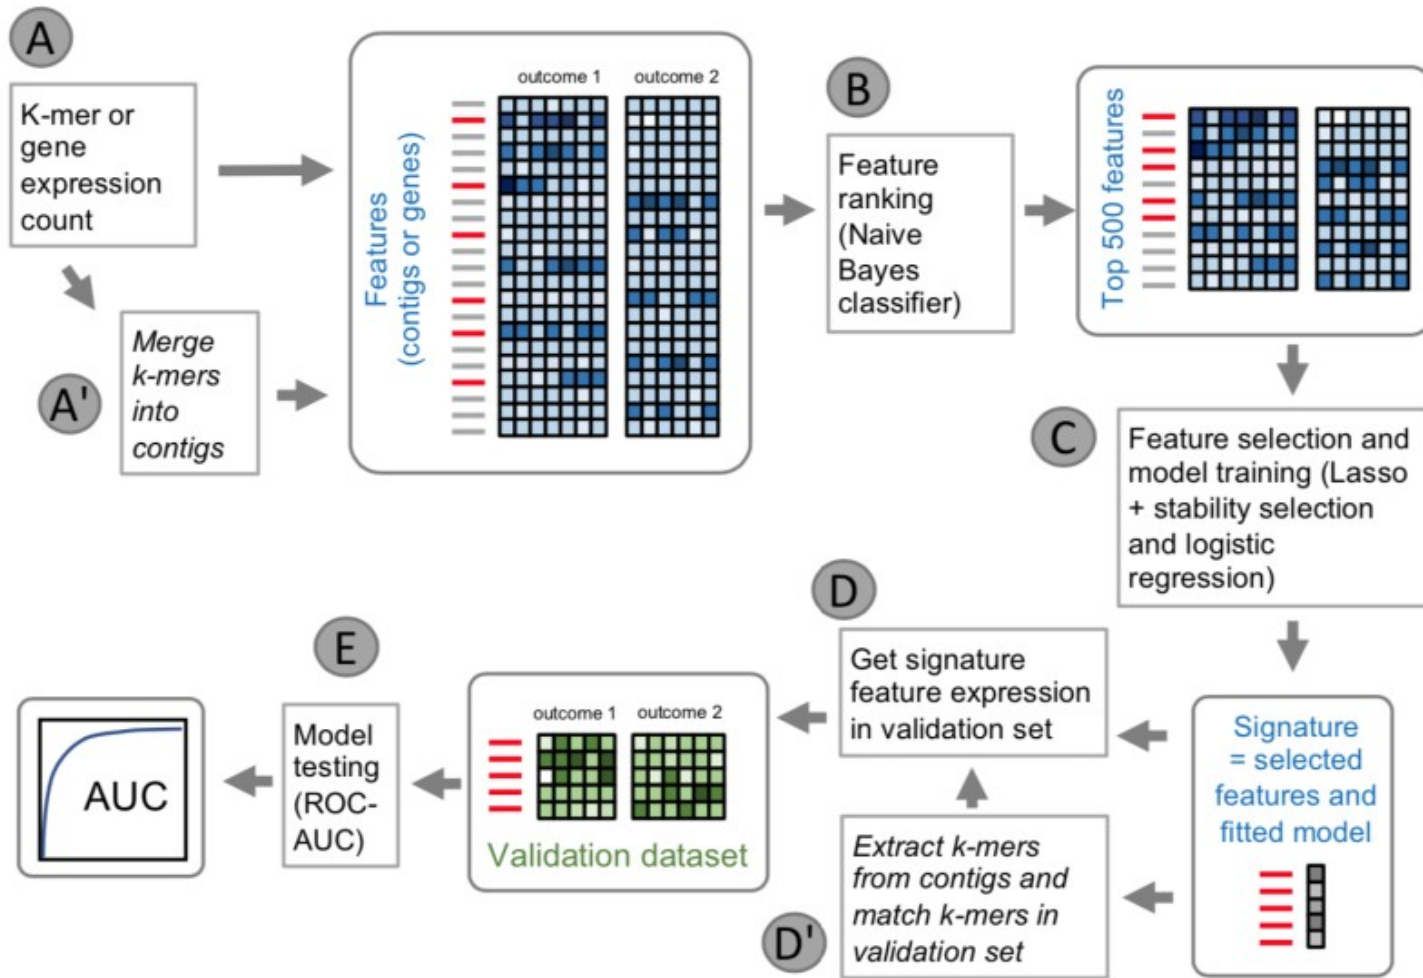 A
K-mer or
gene
expression
count
A'
Merge
k-mers
into
contigs
Features
(contigs or genes)
outcome 1
outcome 2
B
Feature
ranking
(Naive
Bayes
classifier)
Top 500 features
C
Feature selection and
model training (Lasso
+ stability selection
and logistic
regression)
Signature
= selected
features and
fitted model
D
Get signature
feature expression
in validation set
D'
Extract k-mers
from contigs and
match k-mers in
validation set
outcome 1
outcome 2
Validation dataset
E
Model
testing
(ROC-
AUC)
AUC